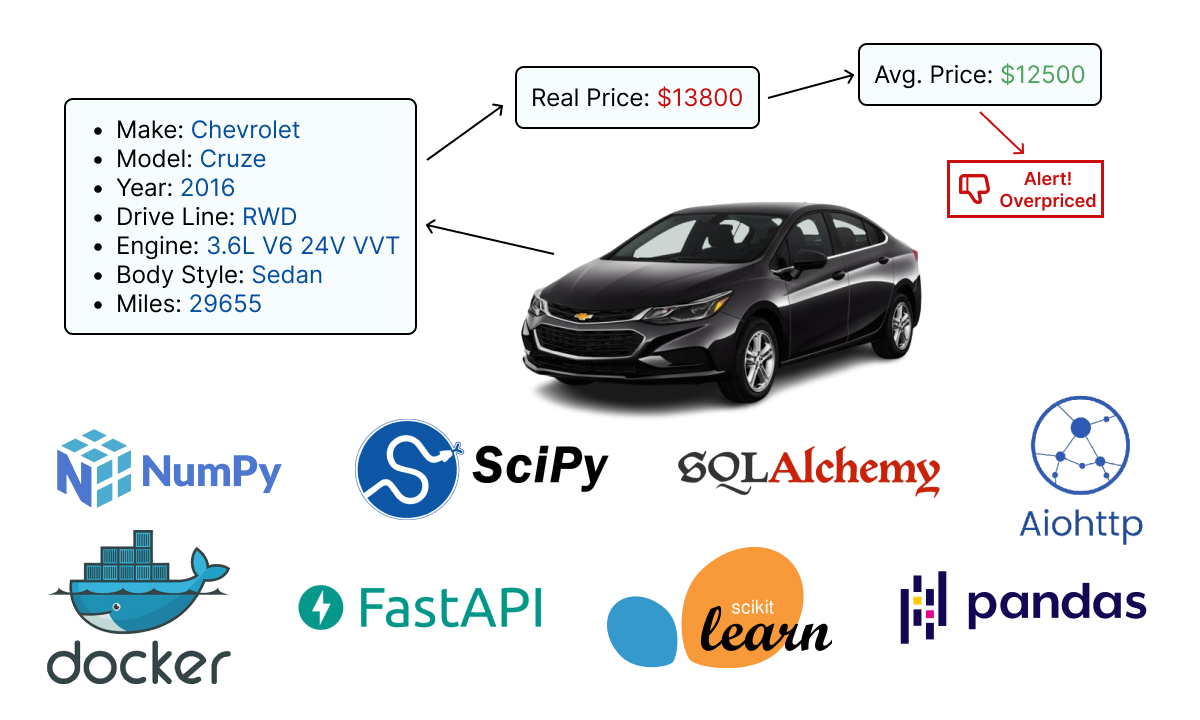 Make: Chevrolet
Model: Cruze
Year: 2016
Drive Line: RWD
Engine: 3.6L V6 24V VVT
Body Style: Sedan
Miles: 29655
Real Price: $13800
Avg. Price: $12500
Alert!
Overpriced
NumPy
SciPy
SQLAlchemy
Aiohttp
docker
FastAPI
scikit
learn
pandas